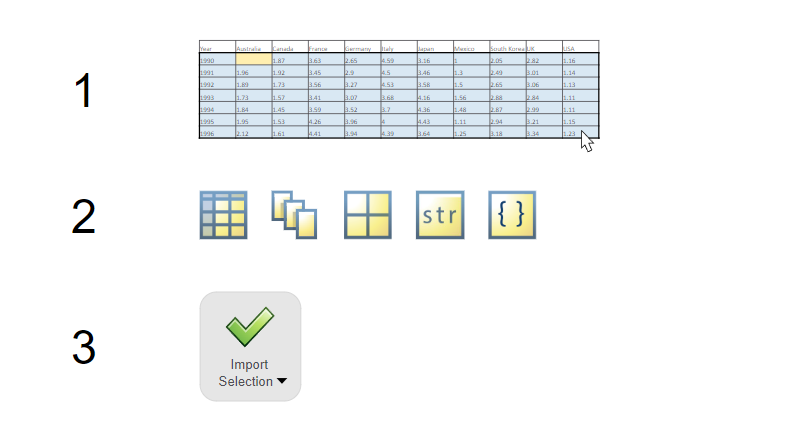 1
Year Australia Canada France Germany Italy Japan Mexico South Korea UK USA
1990 1.87 3.63 2.65 4.59 3.16 1 2.05 2.82 1.16
1991 1.96 1.92 3.45 2.9 4.5 3.46 1.3 2.49 3.01 1.14
1992 1.89 1.73 3.56 3.27 4.53 3.58 1.5 2.65 3.06 1.13
1993 1.73 1.57 3.41 3.07 3.68 4.16 1.56 2.88 2.84 1.11
1994 1.84 1.45 3.59 3.52 3.7 4.36 1.48 2.87 2.99 1.11
1995 1.95 1.53 4.26 3.96 4 4.43 1.11 2.94 3.21 1.15
1996 2.12 1.61 4.41 3.94 4.39 3.64 1.25 3.18 3.34 1.23
2
str {}
3
Import
Selection